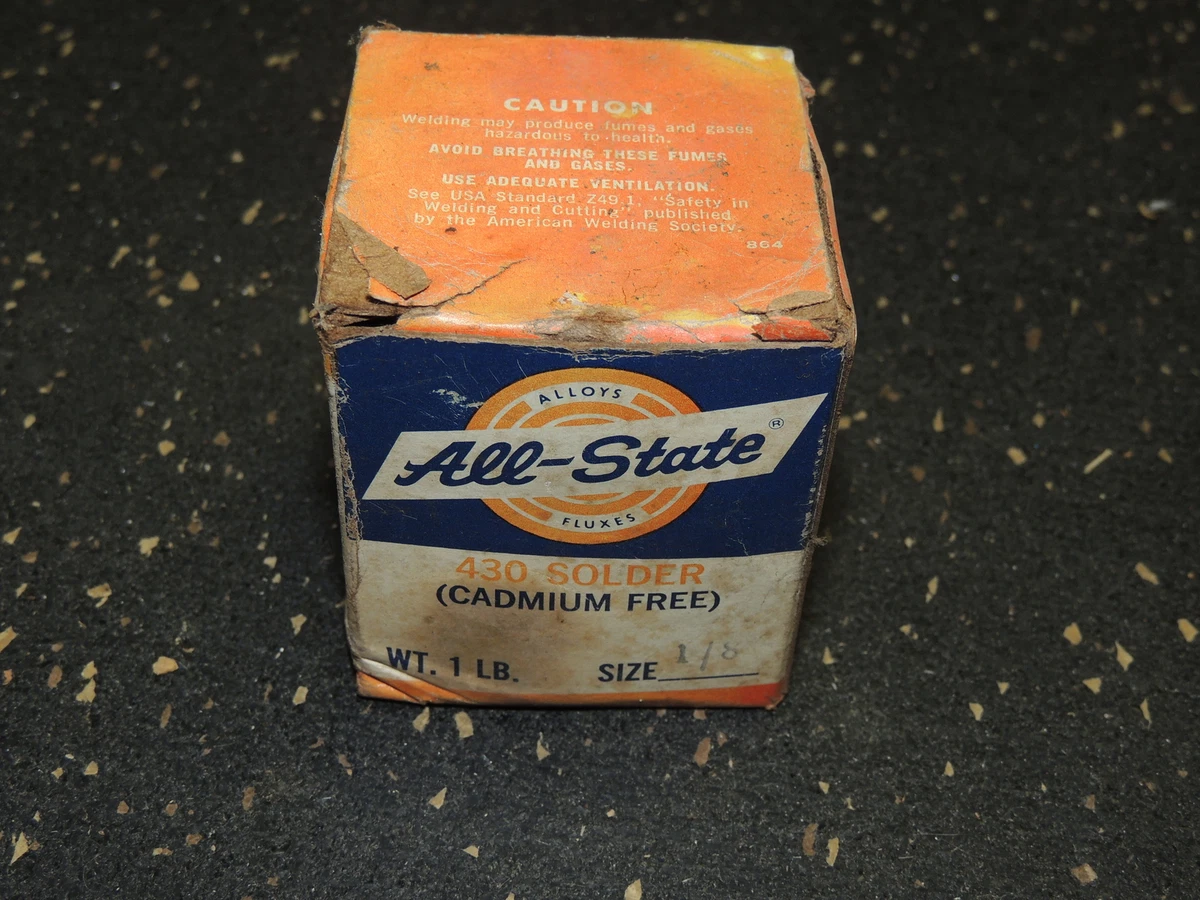 CAUTION
Welding may produce fumes and gases
hazardous to health.
AVOID BREATHING THESE FUMES
AND GASES.
USE ADEQUATE VENTILATION.
See USA Standard Z49.1, "Safety in
Welding and Cutting" published
by the American Welding Society.
864
ALLOYS
All-State®
FLUXES
430 SOLDER
(CADMIUM FREE)
WT. 1 LB. SIZE 1/8